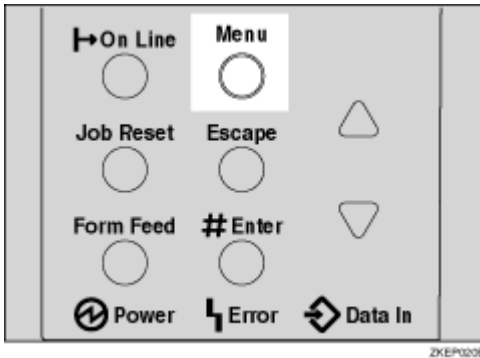 On Line Menu
Job Reset Escape
Form Feed # Enter
Power Error Data In